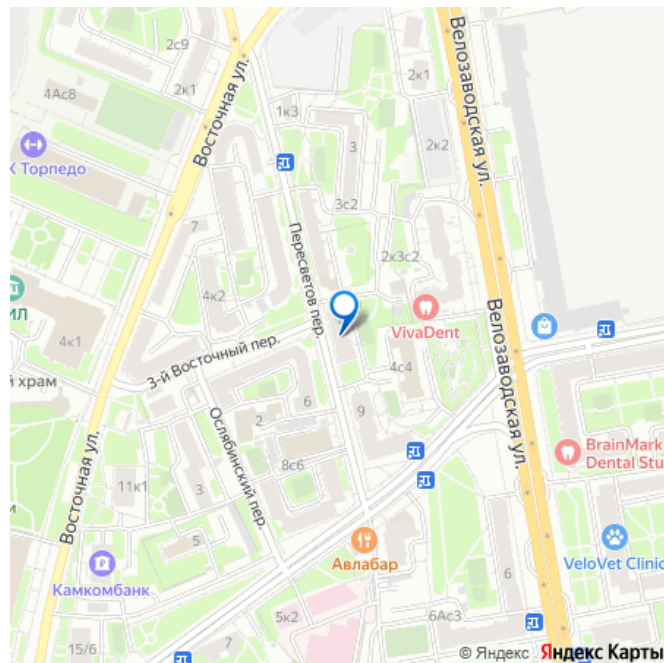 2с9
2к1
4Ас8
К Торпедо
Восточная ул.
1к3
3
2к1
2к2
Велозаводская ул.
3с2
7
4к2
Пересветов пер.
2к3с2
VivaDent
ИЛ
4к1
й храм
3-й Восточный пер.
Велозаводская ул.
4с4
6
2
9
8с6
BrainMark
Dental Stu
11к1
3
Ослябинский пер.
Восточная ул.
и
5
Камкомбанк
Авлабар
VeloVet Clinic
6
5к2
6Ас3
15/6
7
© Яндекс Яндекс Карты